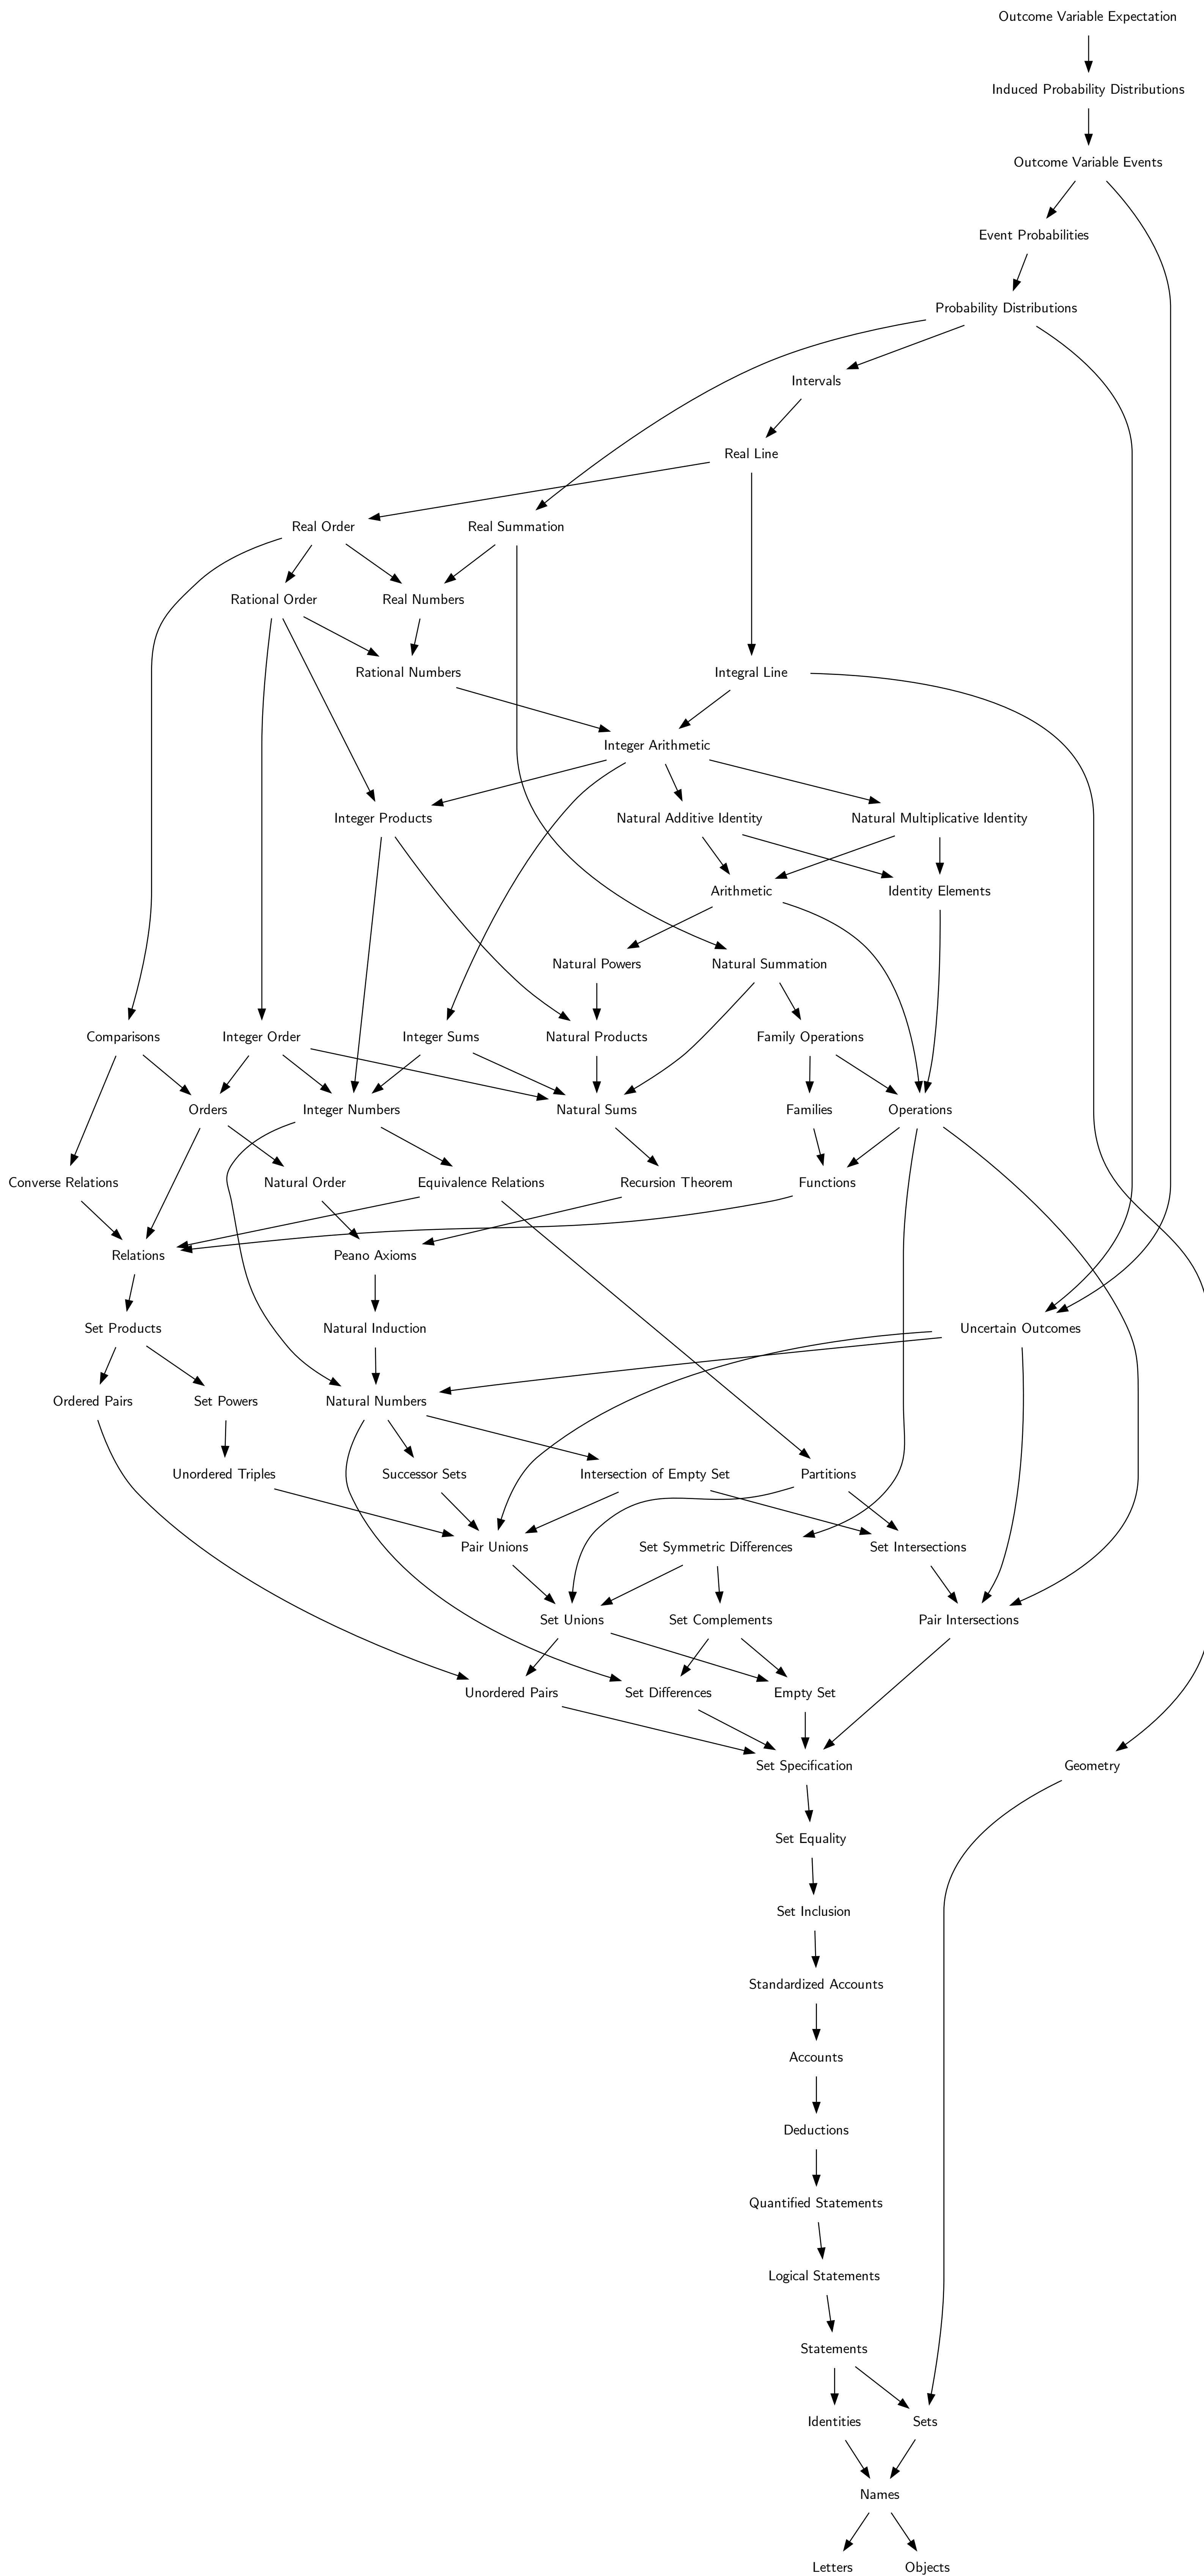 Outcome Variable Expectation
Induced Probability Distributions
Outcome Variable Events
Event Probabilities
Probability Distributions
Intervals
Real Line
Real Order
Real Summation
Rational Order
Real Numbers
Rational Numbers
Integral Line
Integer Arithmetic
Integer Products
Natural Additive Identity
Natural Multiplicative Identity
Arithmetic
Identity Elements
Natural Powers
Natural Summation
Comparisons
Integer Order
Integer Sums
Natural Products
Family Operations
Orders
Integer Numbers
Natural Sums
Families
Operations
Converse Relations
Natural Order
Equivalence Relations
Recursion Theorem
Functions
Relations
Peano Axioms
Set Products
Natural Induction
Uncertain Outcomes
Ordered Pairs
Set Powers
Natural Numbers
Unordered Triples
Successor Sets
Intersection of Empty Set
Partitions
Pair Unions
Set Symmetric Differences
Set Intersections
Set Unions
Set Complements
Pair Intersections
Unordered Pairs
Set Differences
Empty Set
Set Specification
Geometry
Set Equality
Set Inclusion
Standardized Accounts
Accounts
Deductions
Quantified Statements
Logical Statements
Statements
Identities
Sets
Names
Letters
Objects